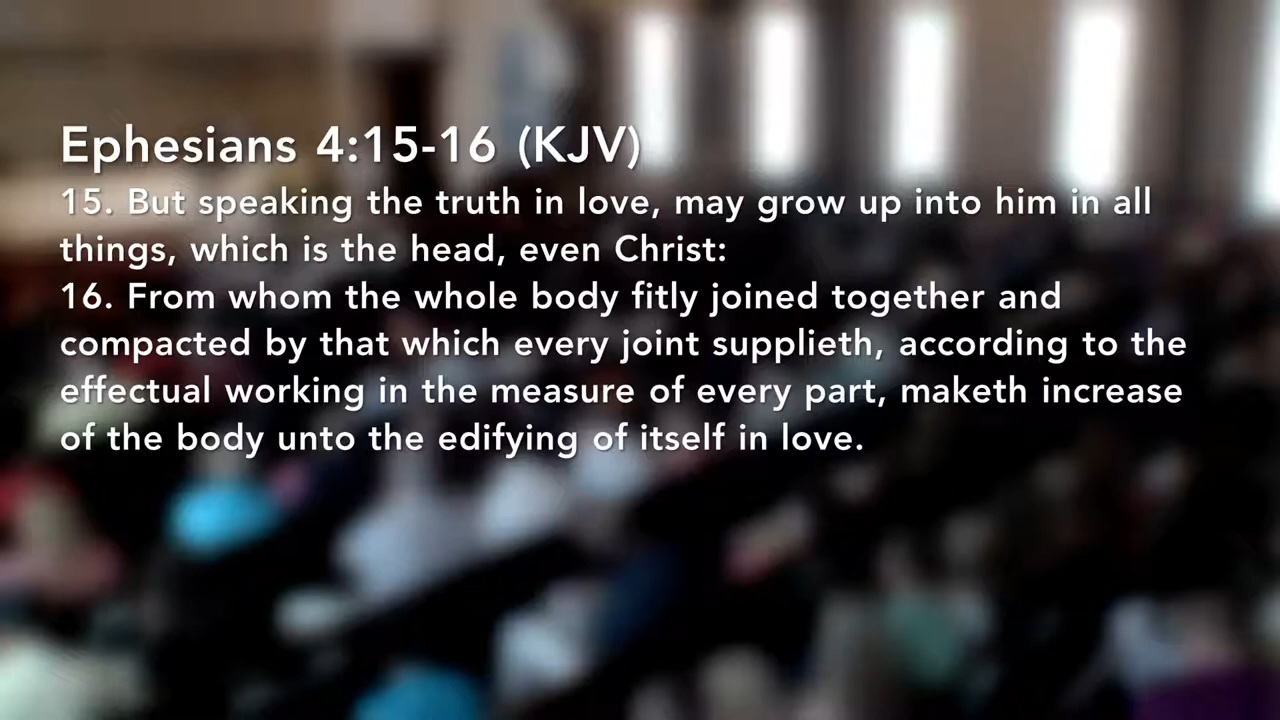 Ephesians 4:15-16 (KJV)
15. But speaking the truth in love, may grow up into him in all
things, which is the head, even Christ:
16. From whom the whole body fitly joined together and
compacted by that which every joint supplieth, according to the
effectual working in the measure of every part, maketh increase
of the body unto the edifying of itself in love.